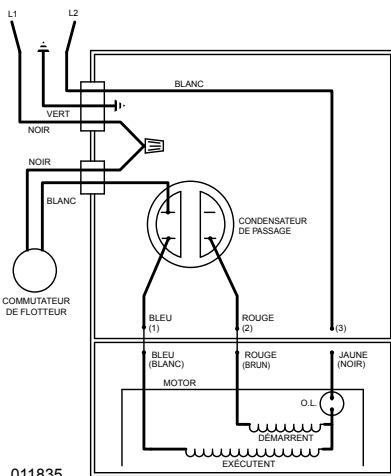 L1
L2
BLANC
VERT
NOIR
NOIR
BLANC
CONDENSATEUR
DE PASSAGE
COMMUTATEUR
DE FLOTTEUR
BLEU
(1)
ROUGE
(2)
(3)
BLEU
(BLANC)
ROUGE
(BRUN)
JAUNE
(NOIR)
MOTOR
O.L.
DÉMARRENT
EXÉCUTENT
011835